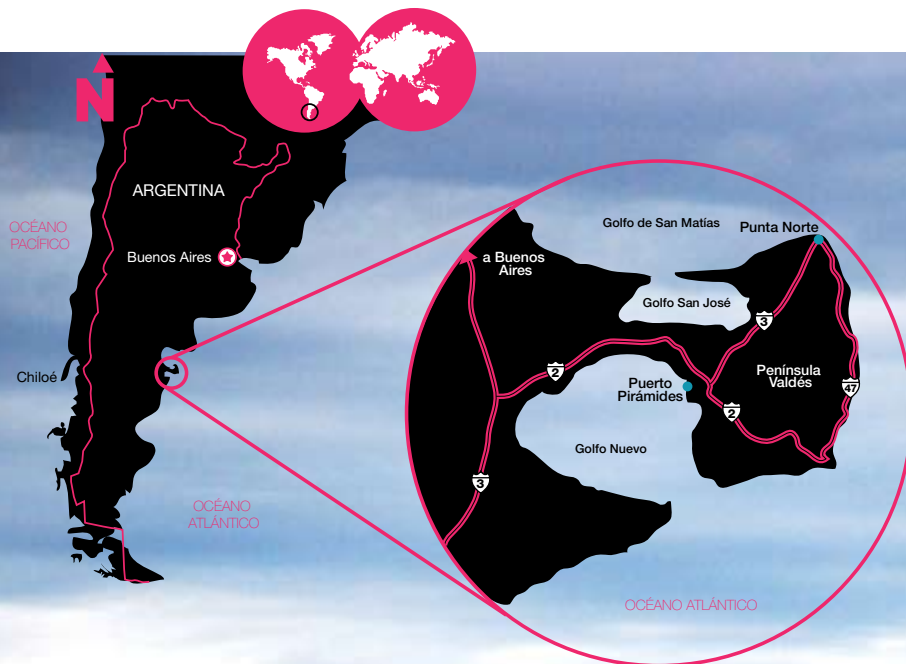 N
ARGENTINA
OCÉANO
PACÍFICO
Buenos Aires
Chiloé
OCÉANO
ATLÁNTICO
Golfo de San Matías
Punta Norte
a Buenos
Aires
Golfo San José
3
2
Península
Valdés
Puerto
Pirámides
47
2
Golfo Nuevo
3
OCÉANO ATLÁNTICO